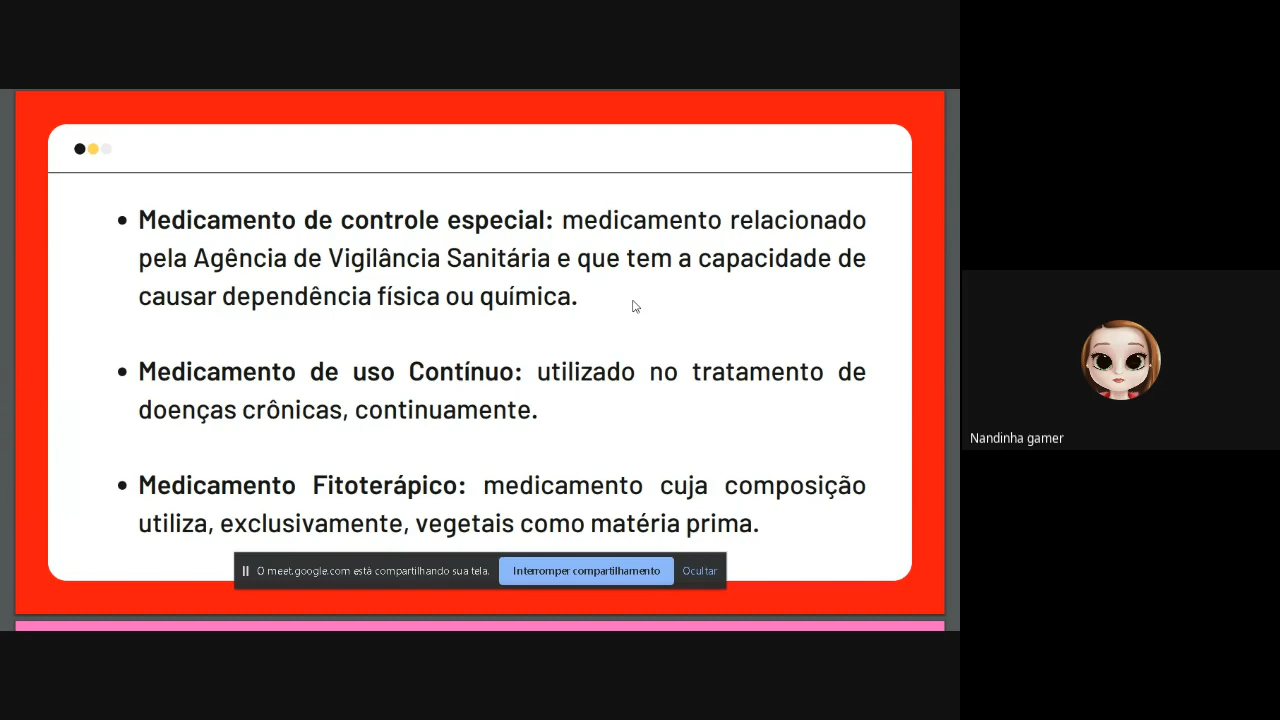 Medicamento de controle especial: medicamento relacionado
pela Agência de Vigilância Sanitária e que tem a capacidade de
causar dependência física ou química.
Medicamento de uso Contínuo: utilizado no tratamento de
doenças crônicas, continuamente.
Medicamento Fitoterápico: medicamento cuja composição
utiliza, exclusivamente, vegetais como matéria prima.
O meet.google.com está compartilhando sua tela. Interromper compartilhamento Ocultar
Nandinha gamer